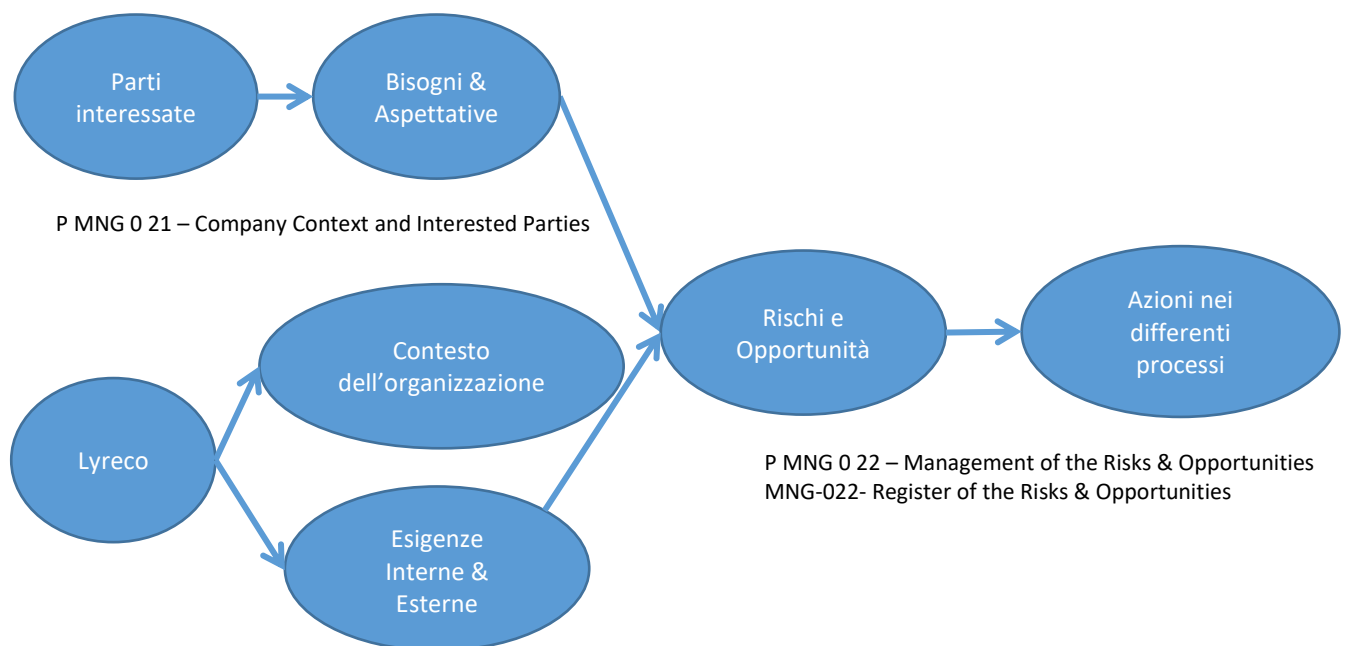 Parti
interessate
Bisogni &
Aspettative
P MNG 0 21 – Company Context and Interested Parties
Contesto
dell’organizzazione
Rischi e
Opportunità
Azioni nei
differenti
processi
Lyreco
P MNG 0 22 – Management of the Risks & Opportunities
MNG-022- Register of the Risks & Opportunities
Esigenze
Interne &
Esterne